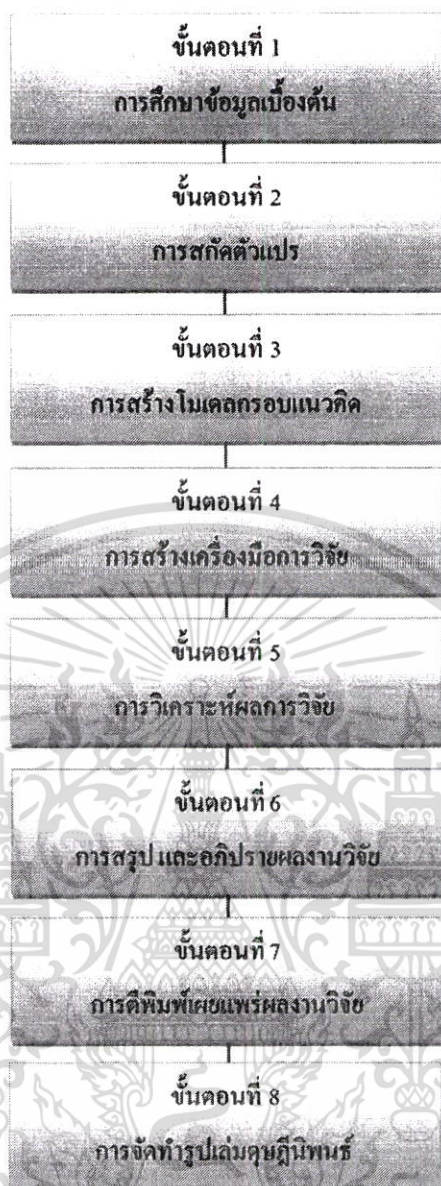 ขั้นตอนที่ 1
การศึกษาข้อมูลเบื้องต้น
ขั้นตอนที่ 2
การสกัดตัวแปร
ขั้นตอนที่ 3
การสร้างโมเดลกรอบแนวคิด
ขั้นตอนที่ 4
การสร้างเครื่องมือการวิจัย
ขั้นตอนที่ 5
การวิเคราะห์ผลการวิจัย
ขั้นตอนที่ 6
การสรุป และอภิปรายผลงานวิจัย
ขั้นตอนที่ 7
การตีพิมพ์เผยแพร่ผลงานวิจัย
ขั้นตอนที่ 8
การจัดทำรูปเล่มดุษฎีนิพนธ์